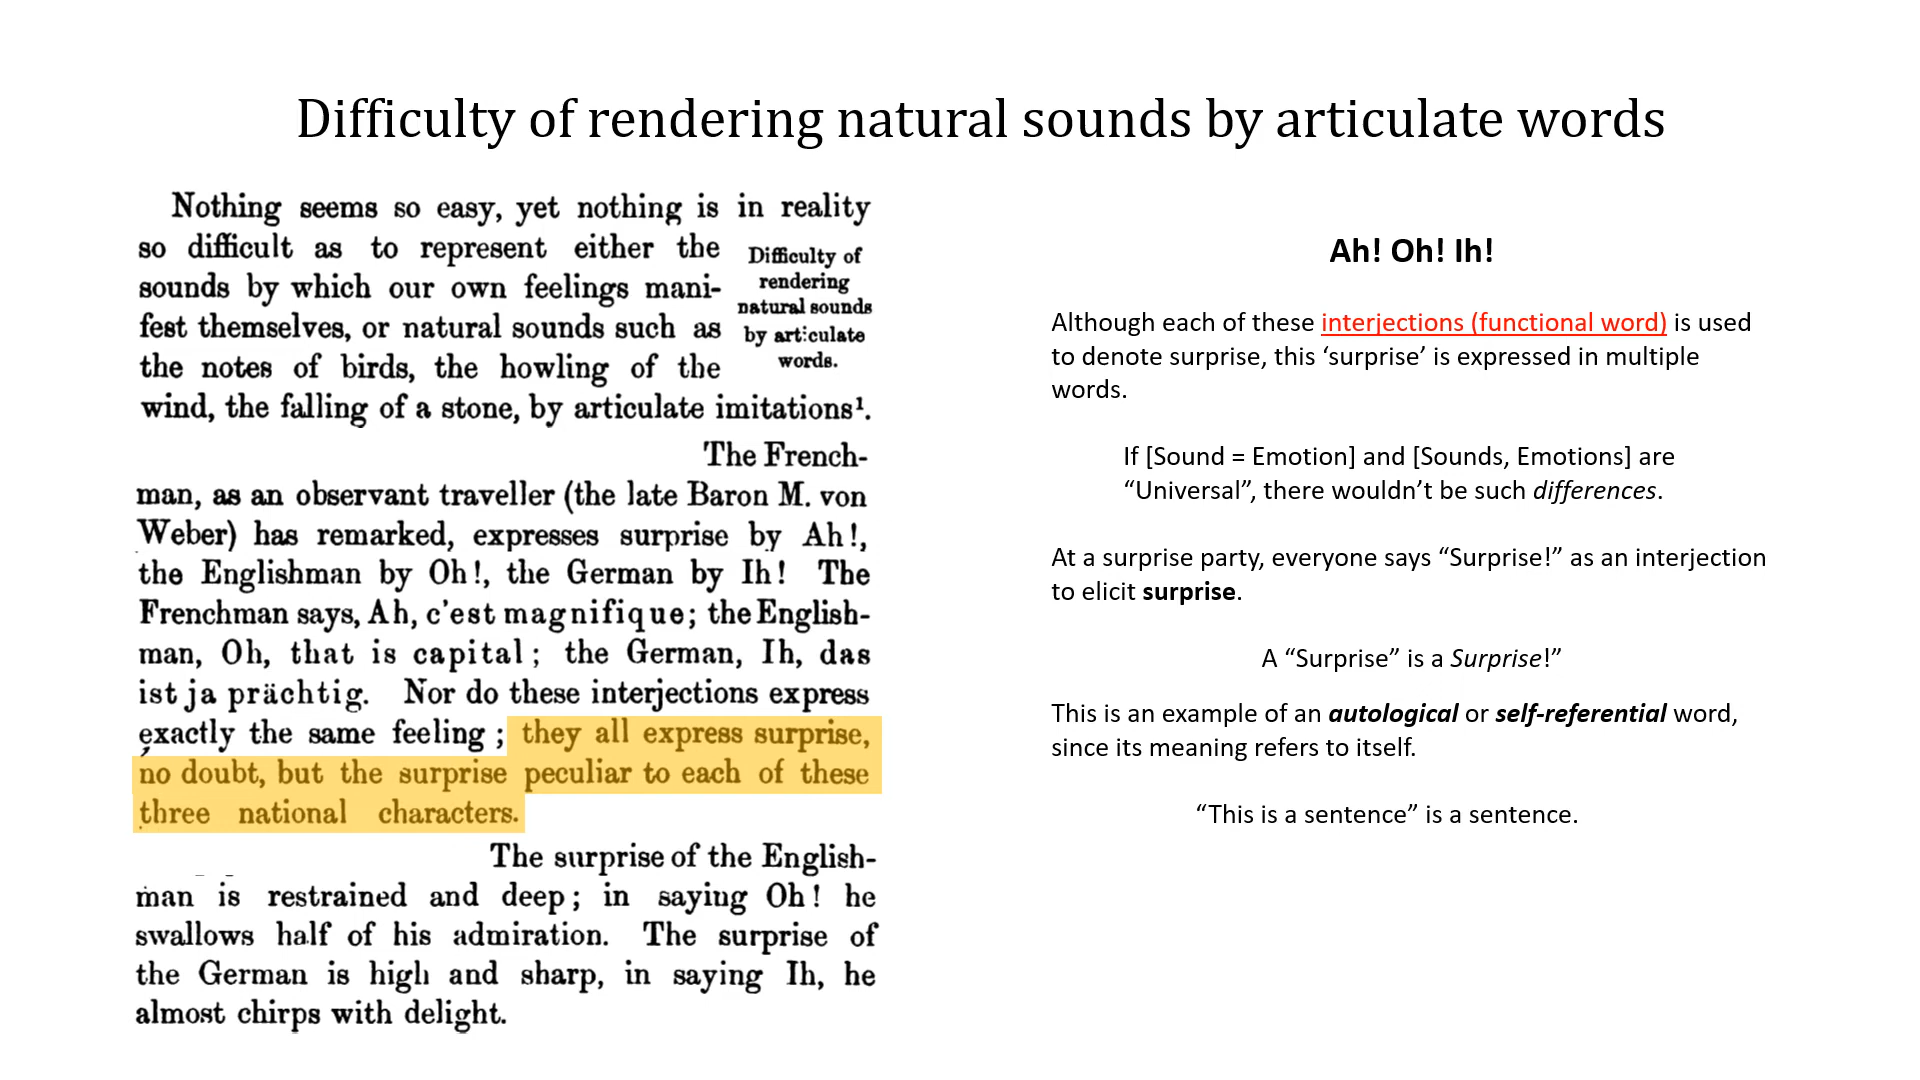 Difficulty of rendering natural sounds by articulate words
Nothing seems so easy, yet nothing is in reality
so difficult as to represent either the
sounds by which our own feelings mani-
fest themselves, or natural sounds such as
the notes of birds, the howling of the
wind, the falling of a stone, by articulate imitations¹.
Difficulty of
rendering
natural sounds
by articulate
words.
The French-
man, as an observant traveller (the late Baron M. von
Weber) has remarked, expresses surprise by Ah!,
the Englishman by Oh!, the German by Ih! The
Frenchman says, Ah, c'est magnifique; the English-
man, Oh, that is capital; the German, Ih, das
ist ja prächtig. Nor do these interjections express
exactly the same feeling; they all express surprise,
no doubt, but the surprise peculiar to each of these
three national characters.
The surprise of the English-
man is restrained and deep; in saying Oh! he
swallows half of his admiration. The surprise of
the German is high and sharp, in saying Ih, he
almost chirps with delight.
Ah! Oh! Ih!
Although each of these interjections (functional word) is used
to denote surprise, this ‘surprise’ is expressed in multiple
words.
If [Sound = Emotion] and [Sounds, Emotions] are
“Universal”, there wouldn’t be such differences.
At a surprise party, everyone says “Surprise!” as an interjection
to elicit surprise.
A “Surprise” is a Surprise!”
This is an example of an autological or self-referential word,
since its meaning refers to itself.
“This is a sentence” is a sentence.